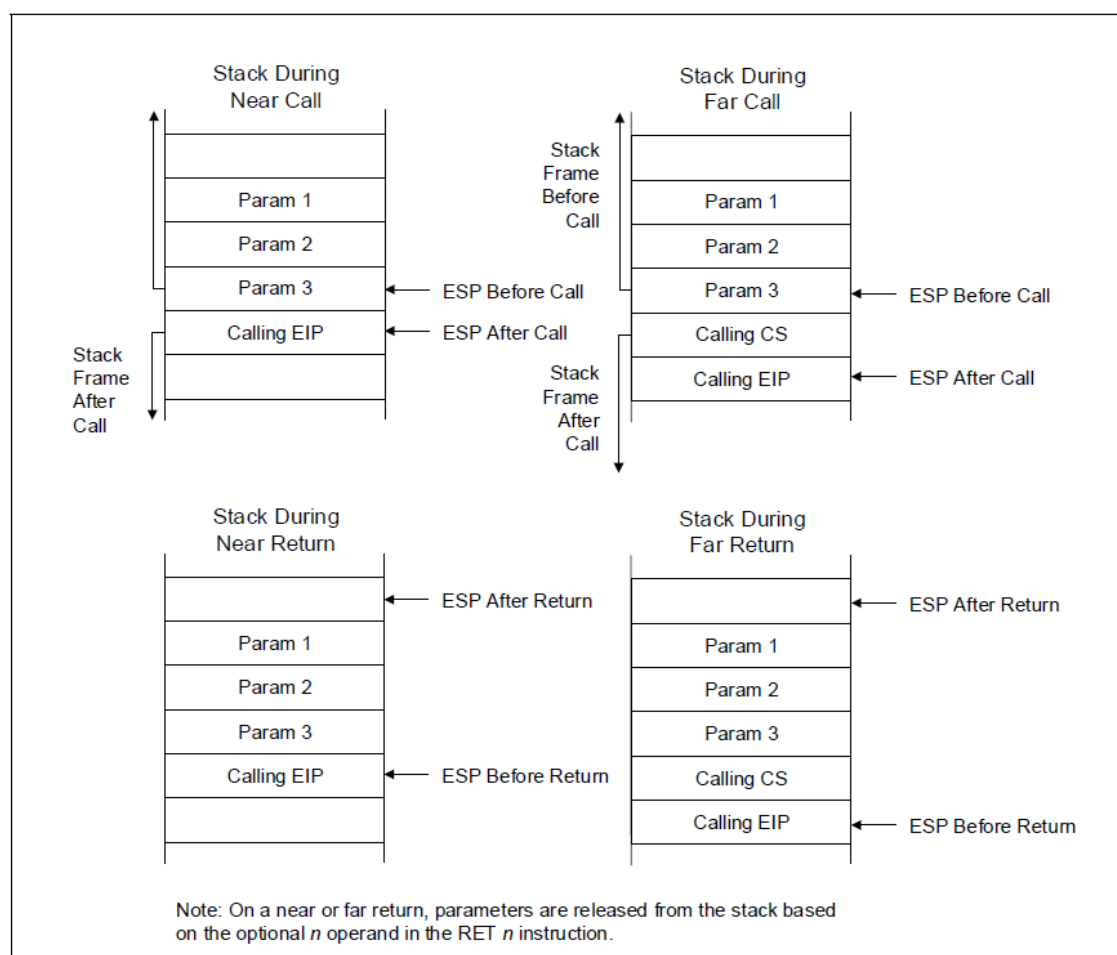 Stack During
Near Call
Param 1
Param 2
Param 3
Calling EIP
ESP Before Call
ESP After Call
Stack
Frame
After
Call
Stack During
Far Call
Stack
Frame
Before
Call
Param 1
Param 2
Param 3
Calling CS
Calling EIP
ESP Before Call
ESP After Call
Stack
Frame
After
Call
Stack During
Near Return
ESP After Return
Param 1
Param 2
Param 3
Calling EIP
ESP Before Return
Stack During
Far Return
ESP After Return
Param 1
Param 2
Param 3
Calling CS
Calling EIP
ESP Before Return
Note: On a near or far return, parameters are released from the stack based
on the optional n operand in the RET n instruction.